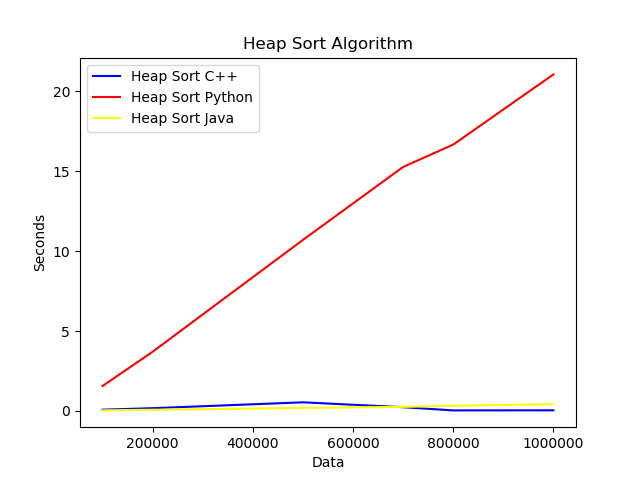 Heap Sort Algorithm
Heap Sort C++
Heap Sort Python
Heap Sort Java
20
15
10
5
0
Seconds
200000
400000
600000
800000
1000000
Data